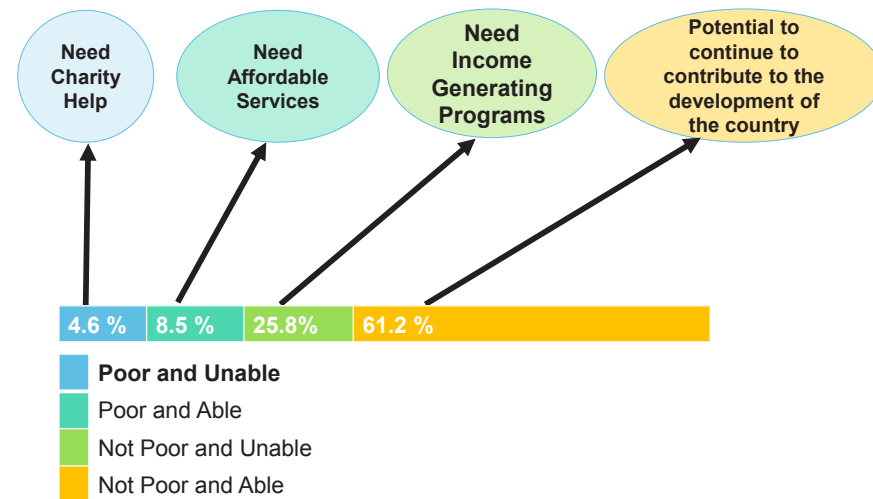 Need
Charity
Help
Need
Affordable
Services
Need
Income
Generating
Programs
Potential to
continue to
contribute to the
development of
the country
4.6 %
8.5 %
25.8%
61.2 %
Poor and Unable
Poor and Able
Not Poor and Unable
Not Poor and Able